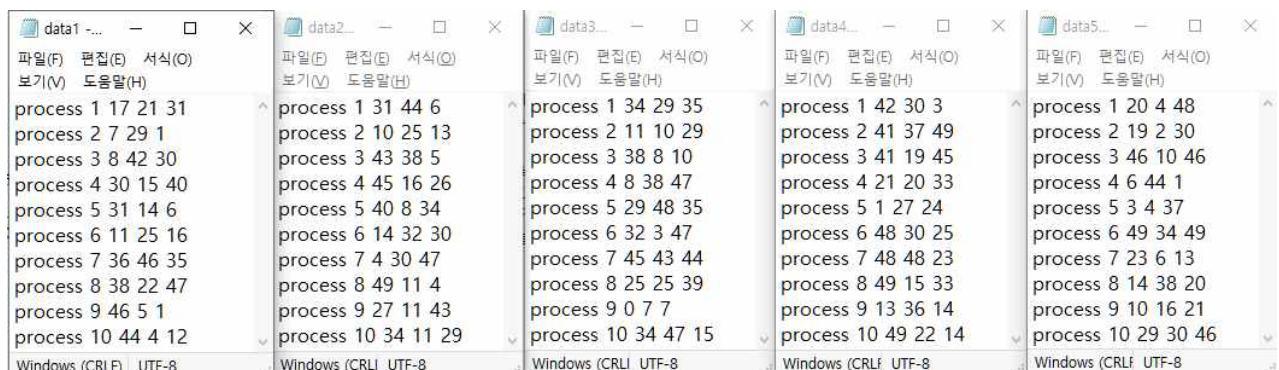 data1 -...
파일(F) 편집(E) 서식(O)
보기(V) 도움말(H)
process 1 17 21 31
process 2 7 29 1
process 3 8 42 30
process 4 30 15 40
process 5 31 14 6
process 6 11 25 16
process 7 36 46 35
process 8 38 22 47
process 9 46 5 1
process 10 44 4 12
Windows (CRLF) UTF-8
data2...
파일(F) 편집(E) 서식(O)
보기(V) 도움말(H)
process 1 31 44 6
process 2 10 25 13
process 3 43 38 5
process 4 45 16 26
process 5 40 8 34
process 6 14 32 30
process 7 4 30 47
process 8 49 11 4
process 9 27 11 43
process 10 34 11 29
Windows (CRLI UTF-8
data3...
파일(F) 편집(E) 서식(O)
보기(V) 도움말(H)
process 1 34 29 35
process 2 11 10 29
process 3 38 8 10
process 4 8 38 47
process 5 29 48 35
process 6 32 3 47
process 7 45 43 44
process 8 25 25 39
process 9 0 7 7
process 10 34 47 15
Windows (CRLI UTF-8
data4...
파일(F) 편집(E) 서식(O)
보기(V) 도움말(H)
process 1 42 30 3
process 2 41 37 49
process 3 41 19 45
process 4 21 20 33
process 5 1 27 24
process 6 48 30 25
process 7 48 48 23
process 8 49 15 33
process 9 13 36 14
process 10 49 22 14
Windows (CRLF UTF-8
data5...
파일(F) 편집(E) 서식(O)
보기(V) 도움말(H)
process 1 20 4 48
process 2 19 2 30
process 3 46 10 46
process 4 6 44 1
process 5 3 4 37
process 6 49 34 49
process 7 23 6 13
process 8 14 38 20
process 9 10 16 21
process 10 29 30 46
Windows (CRLF UTF-8